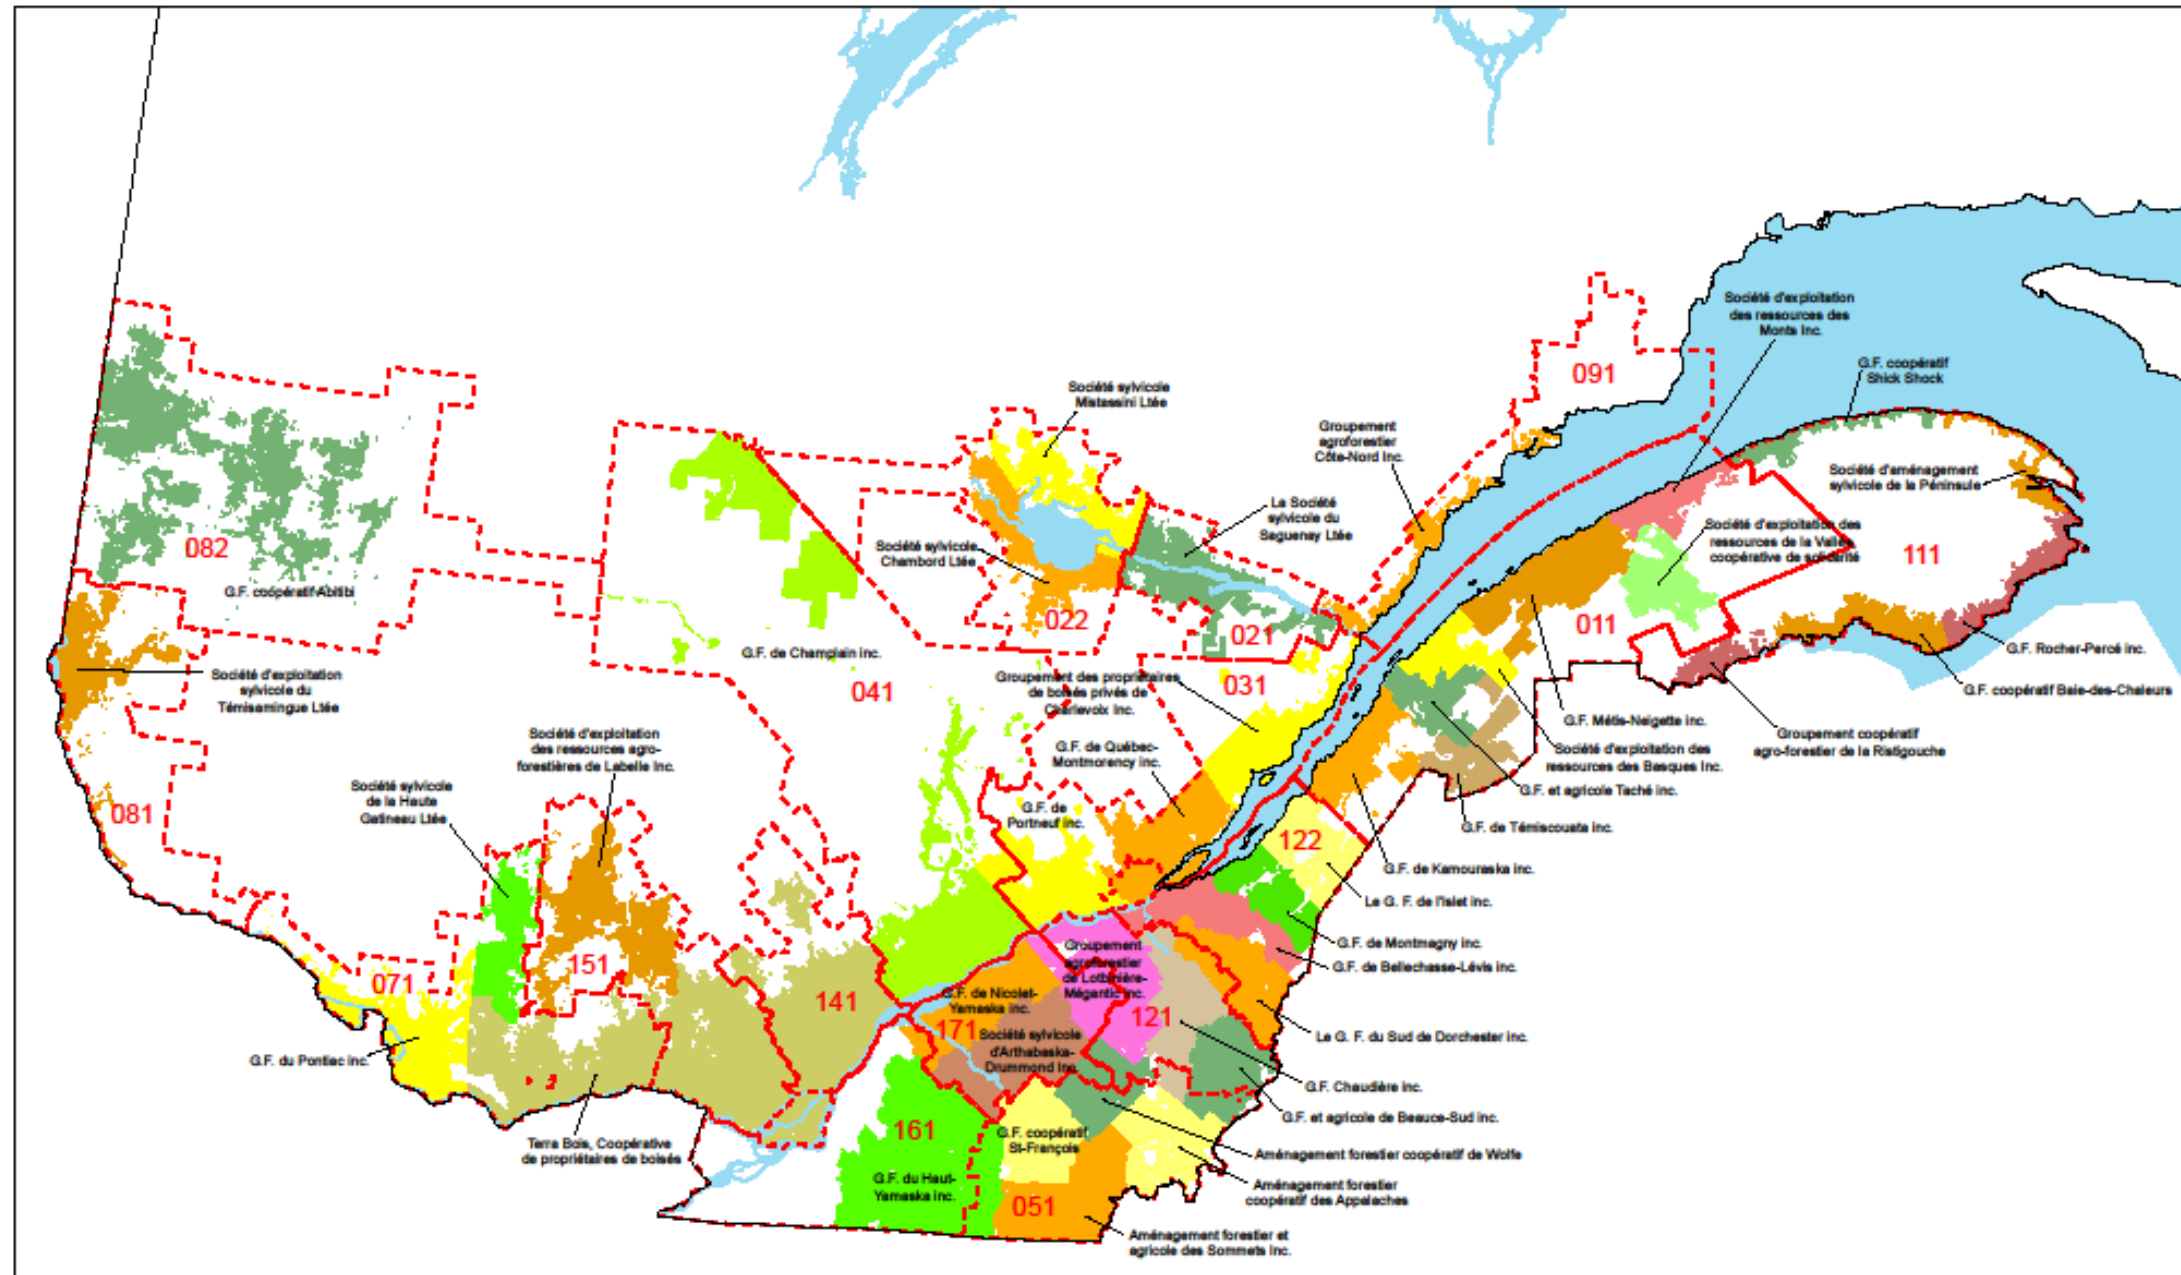 Société d'exploitation
des ressources des
Monts Inc.
091
G.F. coopératif
Shick Shock
Société sylvicole
Mistassini Ltée
Groupement
agroforestier
Côte-Nord Inc.
Société d'aménagement
sylvicole de la Péninsule
La Société
sylvicole du
Saguenay Ltée
Société d'exploitation des
ressources de la Vallée
coopérative de solidarité
111
082
Société sylvicole
Chambord Ltée
G.F. coopératif Abitibi
022
021
011
G.F. de Champlain inc.
G.F. Rocher-Percé inc.
Société d'exploitation
sylvicole du
Témiscamingue Ltée
041
Groupement des propriétaires
de boisés privés de
Charlevoix Inc.
031
G.F. coopératif Baie-des-Chaleurs
G.F. Métis-Neigette inc.
Groupement coopératif
agro-forestier de la Ristigouche
Société d'exploitation
des ressources agro-
forestières de Labelle Inc.
G.F. de Québec-
Montmorency inc.
Société d'exploitation des
ressources des Basques Inc.
G.F. et agricole Taché inc.
Société sylvicole
de la Haute
Gatineau Ltée
081
G.F. de
Portneuf inc.
G.F. de Témiscouata inc.
122
G.F. de Kamouraska inc.
Le G. F. de l'Islet inc.
G.F. de Montmagny inc.
G.F. de Bellechasse-Lévis inc.
Groupement
agroforestier
de Lotbinière-
Mégantic inc.
151
071
141
G.F. de Nicolet-
Yamaska inc.
171
121
Société sylvicole
d'Arthabaska-
Drummond Inc.
Le G. F. du Sud de Dorchester inc.
G.F. du Pontiac inc.
G.F. Chaudière inc.
G.F. et agricole de Beauce-Sud inc.
161
G.F. coopératif
St-François
Terra Bois, Coopérative
de propriétaires de boisés
Aménagement forestier coopératif de Wolfe
G.F. du Haut-
Yamaska inc.
Aménagement forestier
coopératif des Appalaches
051
Aménagement forestier et
agricole des Sommets Inc.